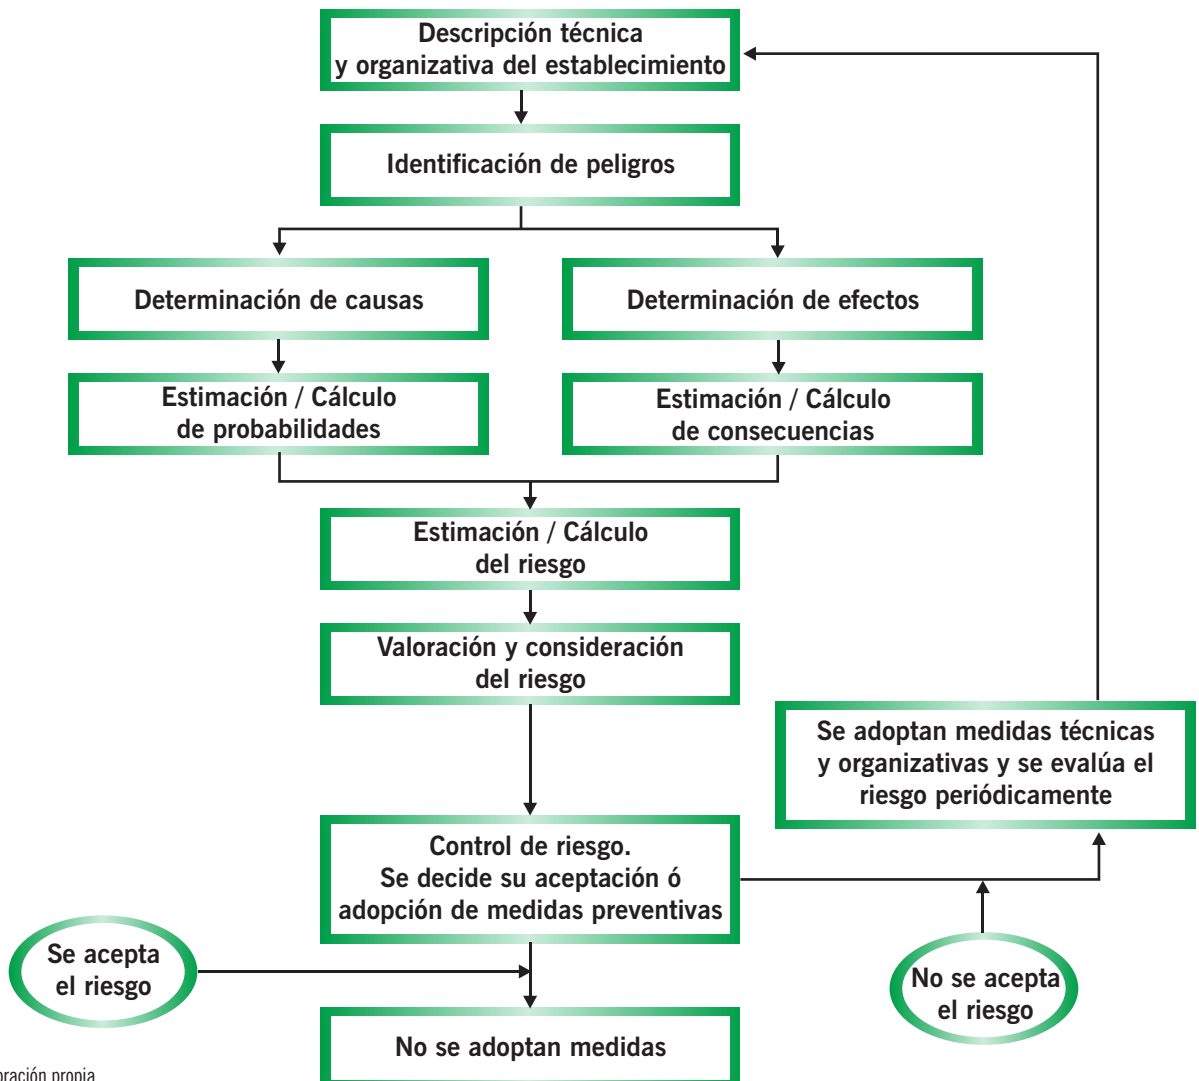 Descripción técnica
y organizativa del establecimiento
Identificación de peligros
Determinación de causas
Determinación de efectos
Estimación / Cálculo
de probabilidades
Estimación / Cálculo
de consecuencias
Estimación / Cálculo
del riesgo
Valoración y consideración
del riesgo
Se adoptan medidas técnicas
y organizativas y se evalúa el
riesgo periódicamente
Control de riesgo.
Se decide su aceptación ó
adopción de medidas preventivas
Se acepta
el riesgo
No se acepta
el riesgo
No se adoptan medidas
propia